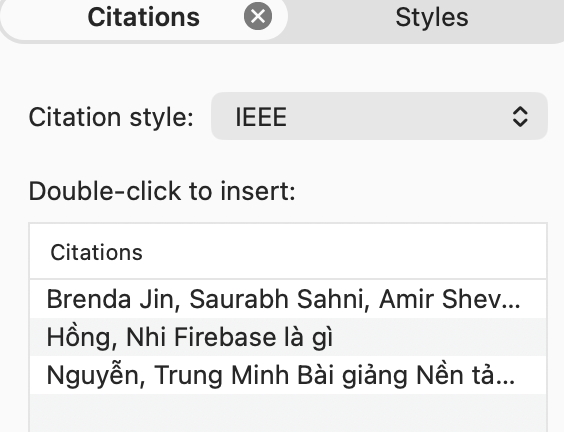 Citations
Styles
Citation style:
IEEE
Double-click to insert:
Citations
Brenda Jin, Saurabh Sahni, Amir Shev...
Hồng, Nhi Firebase là gì
Nguyễn, Trung Minh Bài giảng Nền tả...